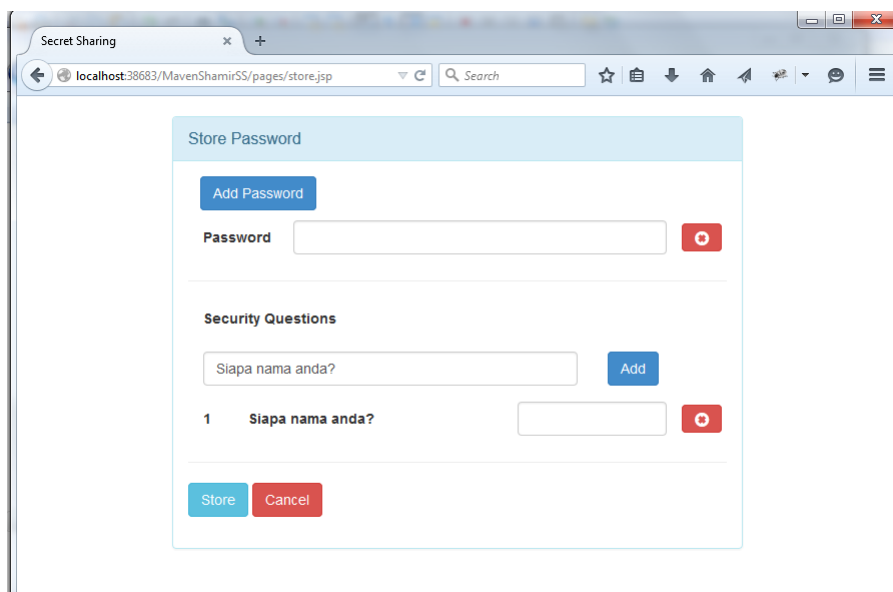 Secret Sharing
localhost:38683/MavenShamirSS/pages/store.jsp
Search
Store Password
Add Password
Password
Security Questions
Siapa nama anda?
Add
1 Siapa nama anda?
Store Cancel